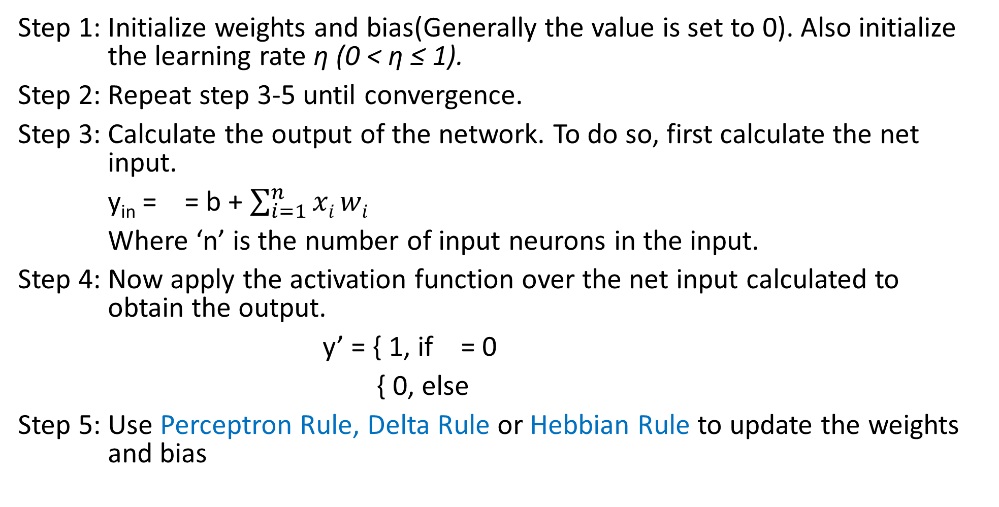 Step 1: Initialize weights and bias(Generally the value is set to 0). Also initialize
the learning rate η (0 < η ≤ 1).
Step 2: Repeat step 3-5 until convergence.
Step 3: Calculate the output of the network. To do so, first calculate the net
input.
y_in = = b + ∑_{i=1}^{n} x_i w_i
Where ‘n’ is the number of input neurons in the input.
Step 4: Now apply the activation function over the net input calculated to
obtain the output.
y’ = { 1, if = 0
{ 0, else
Step 5: Use Perceptron Rule, Delta Rule or Hebbian Rule to update the weights
and bias